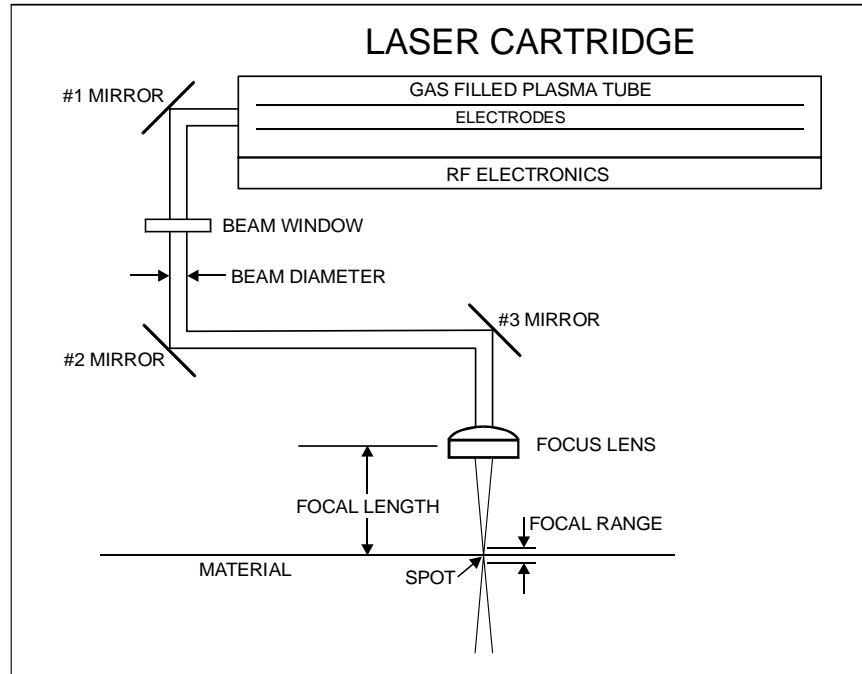 LASER CARTRIDGE
#1 MIRROR
GAS FILLED PLASMA TUBE
ELECTRODES
RF ELECTRONICS
BEAM WINDOW
BEAM DIAMETER
#3 MIRROR
#2 MIRROR
FOCUS LENS
FOCAL LENGTH
FOCAL RANGE
MATERIAL
SPOT